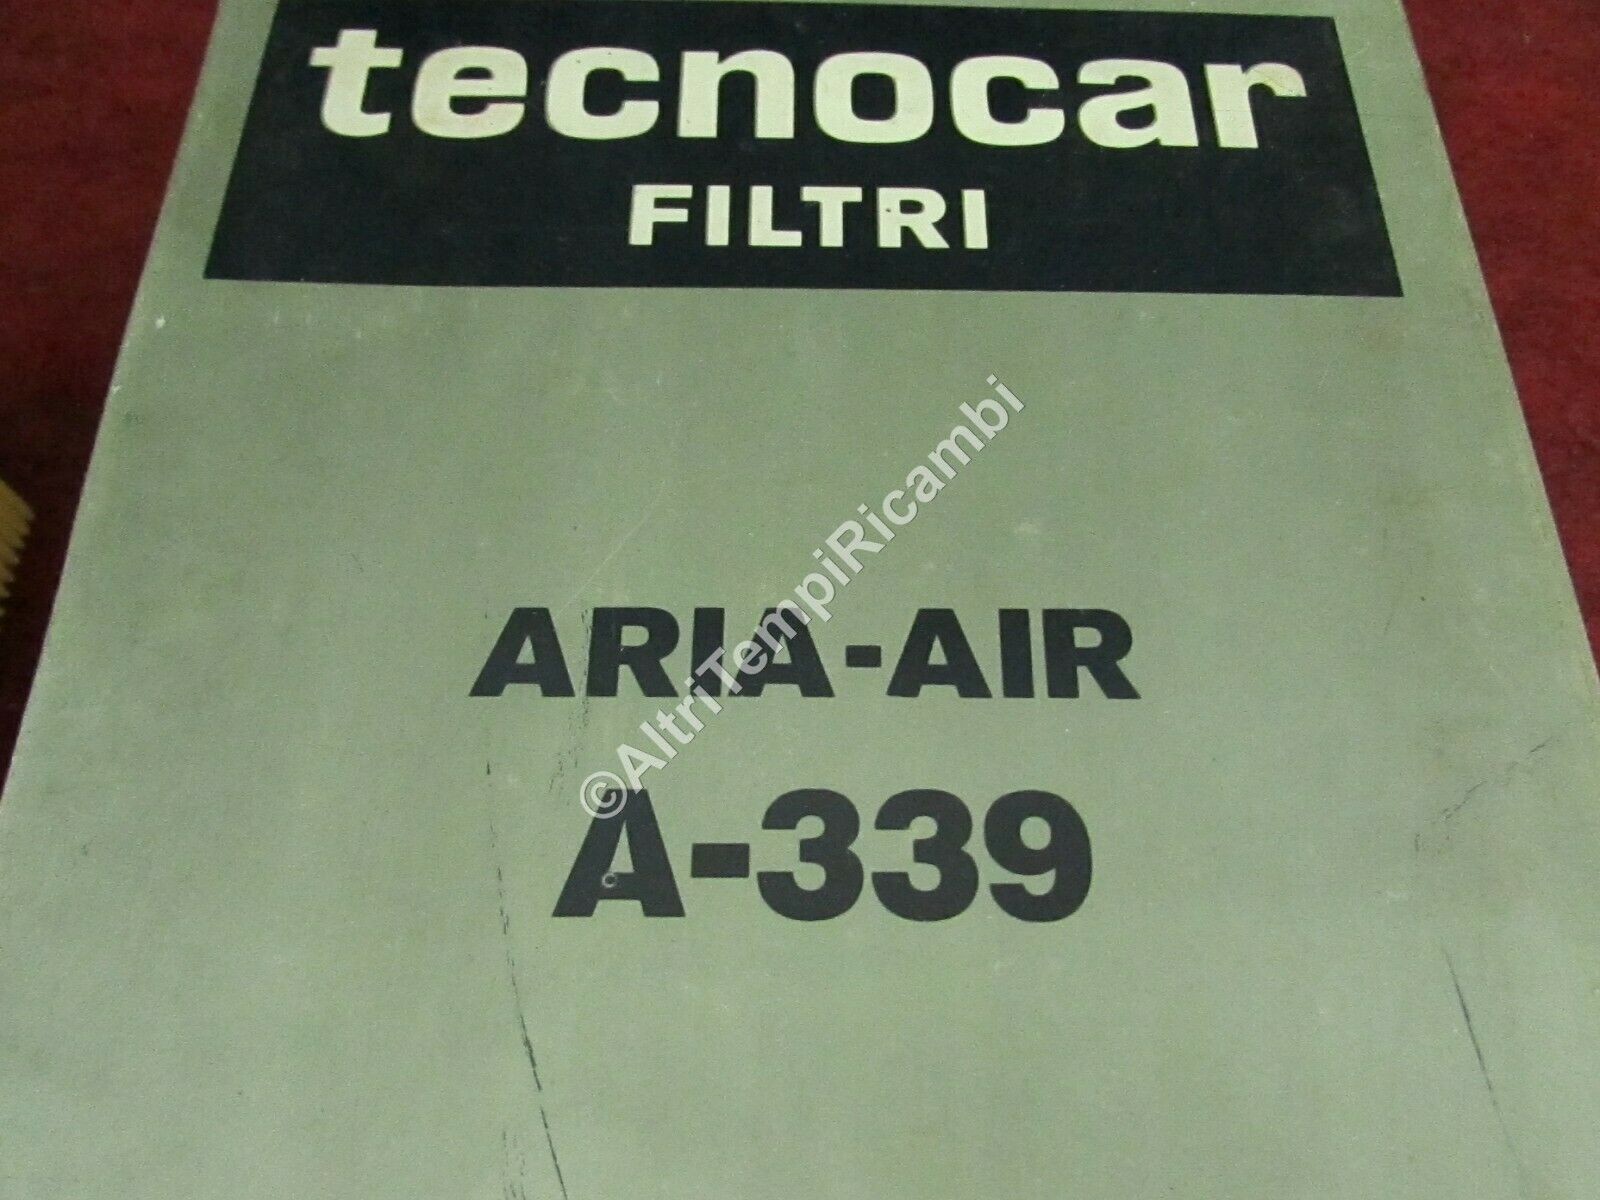 tecnocar
FILTRI
ARIA-AIR
A-339
©AltriTempiRicambi